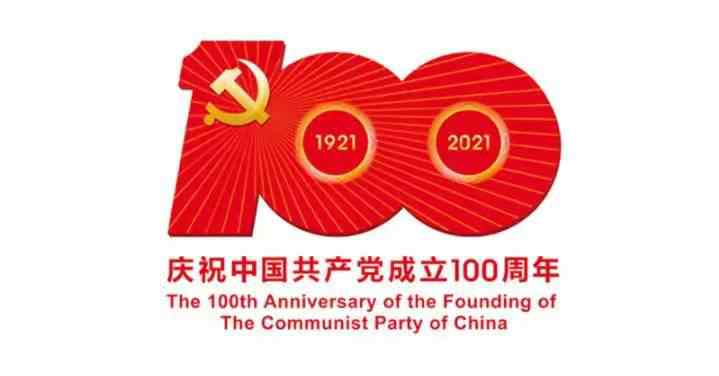 100
1921 2021
庆祝中国共产党成立100周年
The 100th Anniversary of the Founding of
The Communist Party of China